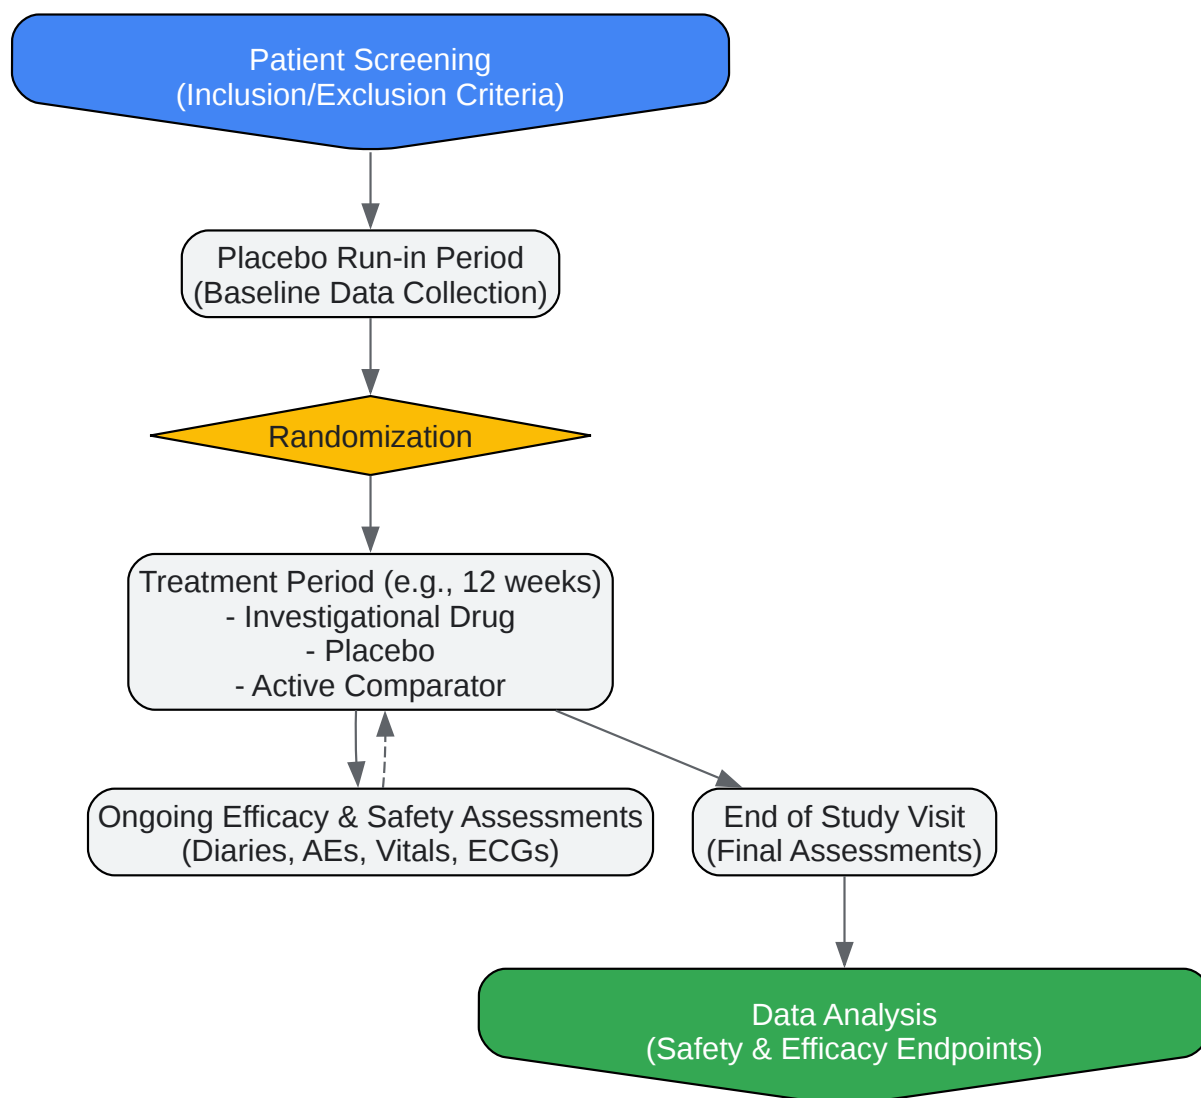 Patient Screening
(Inclusion/Exclusion Criteria)
Placebo Run-in Period
(Baseline Data Collection)
Randomization
Treatment Period (e.g., 12 weeks)
- Investigational Drug
- Placebo
- Active Comparator
Ongoing Efficacy & Safety Assessments
(Diaries, AEs, Vitals, ECGs)
End of Study Visit
(Final Assessments)
Data Analysis
(Safety & Efficacy Endpoints)